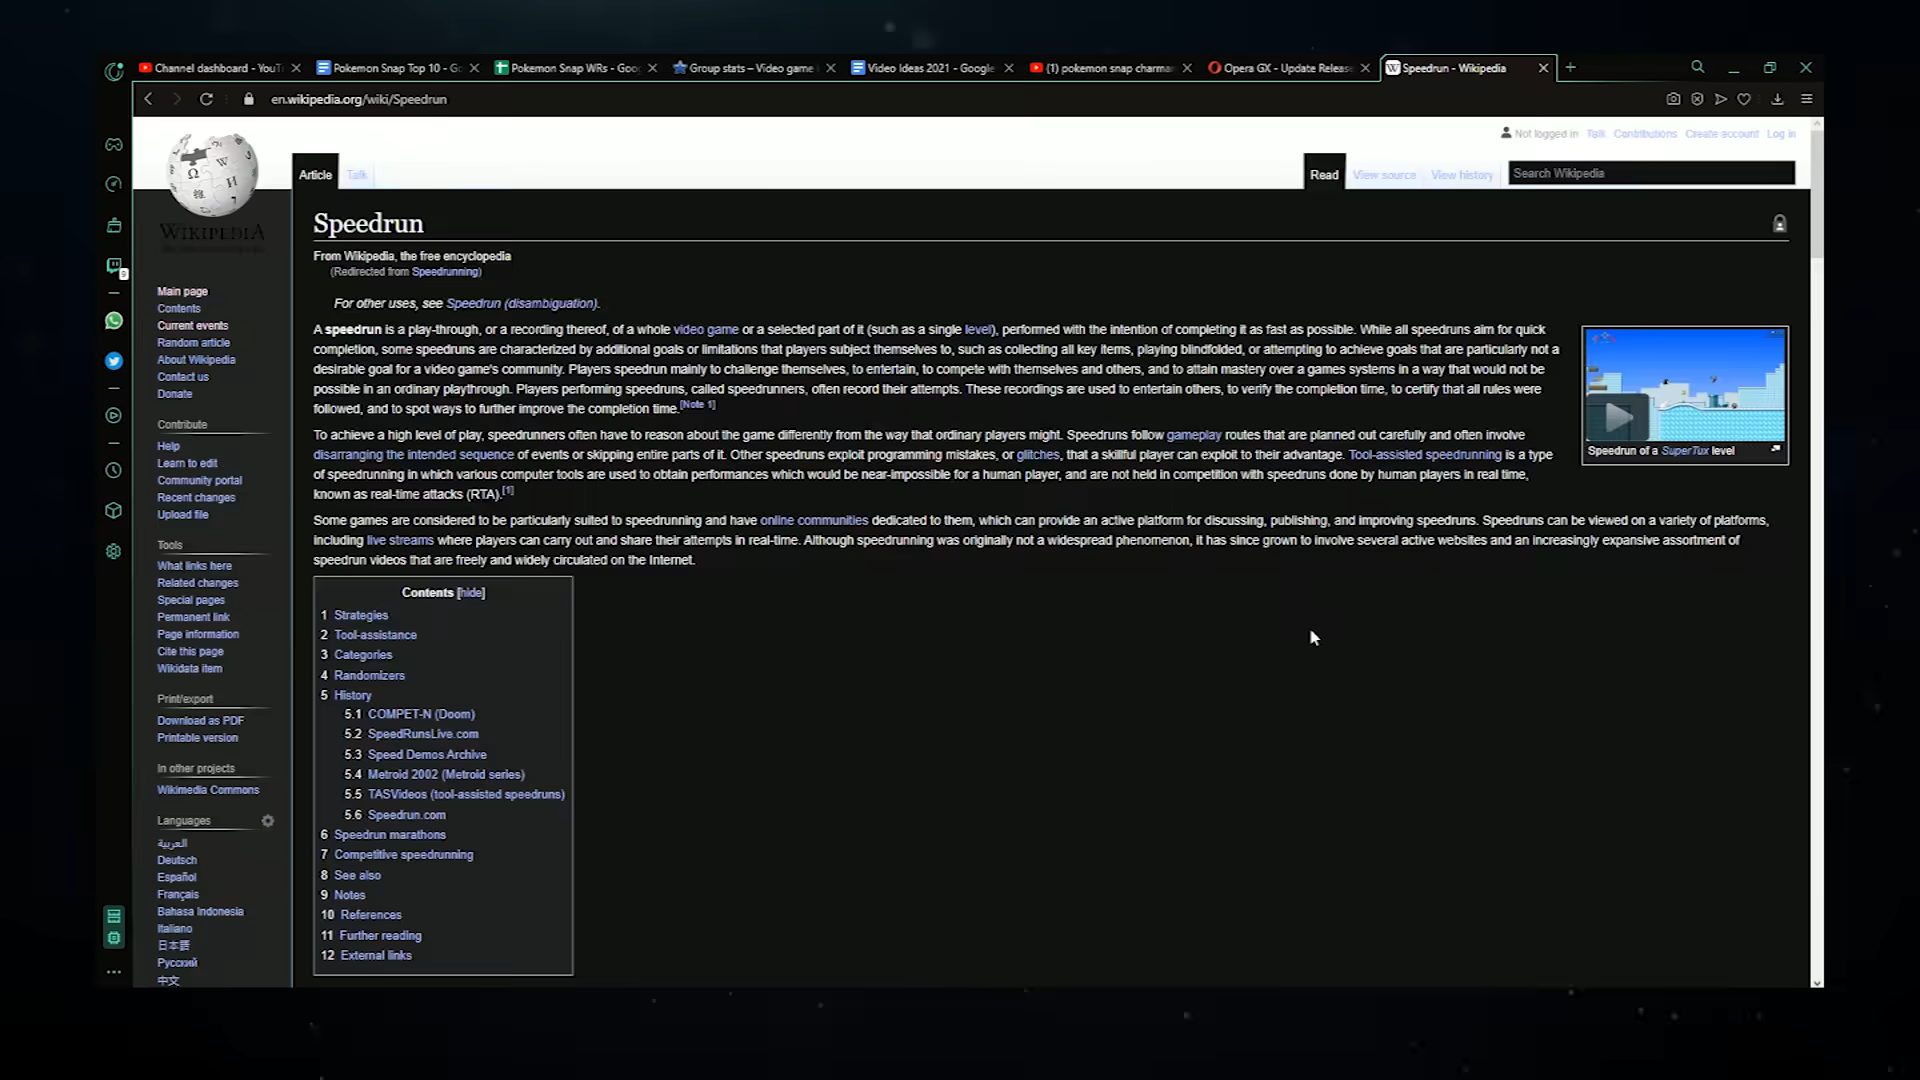 Channel dashboard - YouT
Pokemon Snap Top 10 - Go
Pokemon Snap WRs - Goo
Group stats – Video game
Video Ideas 2021 - Google
(1) pokemon snap charma
Opera GX - Update Release
Speedrun - Wikipedia
en.wikipedia.org/wiki/Speedrun
Not logged in Talk Contributions Create account Log in
Article Talk
Read View source View history
Search Wikipedia
WIKIPEDIA
Speedrun
From Wikipedia, the free encyclopedia
(Redirected from Speedrunning)
For other uses, see Speedrun (disambiguation).
A speedrun is a play-through, or a recording thereof, of a whole video game or a selected part of it (such as a single level), performed with the intention of completing it as fast as possible. While all speedruns aim for quick
completion, some speedruns are characterized by additional goals or limitations that players subject themselves to, such as collecting all key items, playing blindfolded, or attempting to achieve goals that are particularly not a
desirable goal for a video game's community. Players speedrun mainly to challenge themselves, to entertain, to compete with themselves and others, and to attain mastery over a games systems in a way that would not be
possible in an ordinary playthrough. Players performing speedruns, called speedrunners, often record their attempts. These recordings are used to entertain others, to verify the completion time, to certify that all rules were
followed, and to spot ways to further improve the completion time.[Note 1]
To achieve a high level of play, speedrunners often have to reason about the game differently from the way that ordinary players might. Speedruns follow gameplay routes that are planned out carefully and often involve
disarranging the intended sequence of events or skipping entire parts of it. Other speedruns exploit programming mistakes, or glitches, that a skillful player can exploit to their advantage. Tool-assisted speedrunning is a type
of speedrunning in which various computer tools are used to obtain performances which would be near-impossible for a human player, and are not held in competition with speedruns done by human players in real time,
known as real-time attacks (RTA).[1]
Some games are considered to be particularly suited to speedrunning and have online communities dedicated to them, which can provide an active platform for discussing, publishing, and improving speedruns. Speedruns can be viewed on a variety of platforms,
including live streams where players can carry out and share their attempts in real-time. Although speedrunning was originally not a widespread phenomenon, it has since grown to involve several active websites and an increasingly expansive assortment of
speedrun videos that are freely and widely circulated on the Internet.
Speedrun of a SuperTux level
Contents [hide]
1 Strategies
2 Tool-assistance
3 Categories
4 Randomizers
5 History
5.1 COMPET-N (Doom)
5.2 SpeedRunsLive.com
5.3 Speed Demos Archive
5.4 Metroid 2002 (Metroid series)
5.5 TASVideos (tool-assisted speedruns)
5.6 Speedrun.com
6 Speedrun marathons
7 Competitive speedrunning
8 See also
9 Notes
10 References
11 Further reading
12 External links
Main page
Contents
Current events
Random article
About Wikipedia
Contact us
Donate
Contribute
Help
Learn to edit
Community portal
Recent changes
Upload file
Tools
What links here
Related changes
Special pages
Permanent link
Page information
Cite this page
Wikidata item
Print/export
Download as PDF
Printable version
In other projects
Wikimedia Commons
Languages
العربية
Deutsch
Español
Français
Bahasa Indonesia
Italiano
日本語
Русский
中文